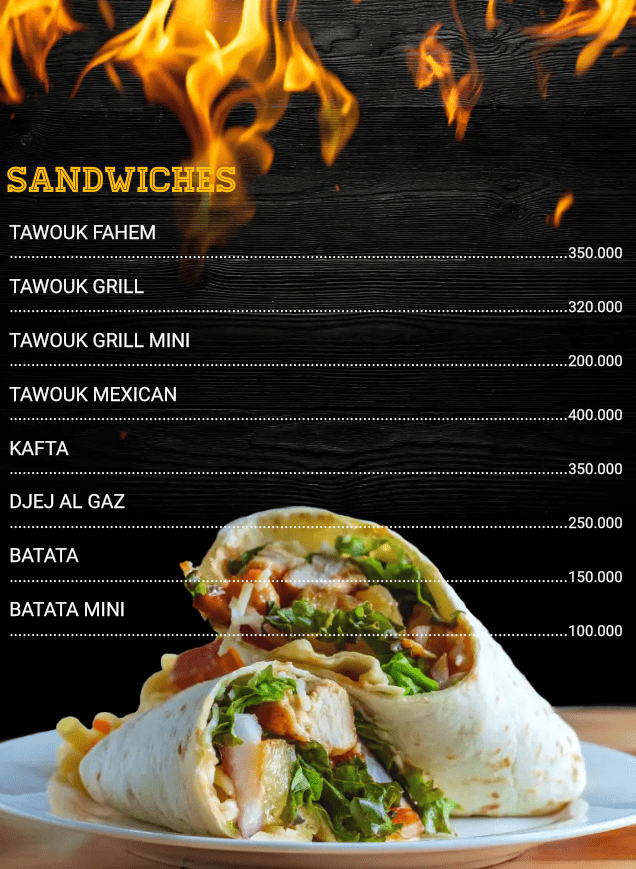 SANDWICHES
TAWOUK FAHEM
350.000
TAWOUK GRILL
320.000
TAWOUK GRILL MINI
200.000
TAWOUK MEXICAN
400.000
KAFTA
350.000
DJEJ AL GAZ
250.000
BATATA
150.000
BATATA MINI
100.000